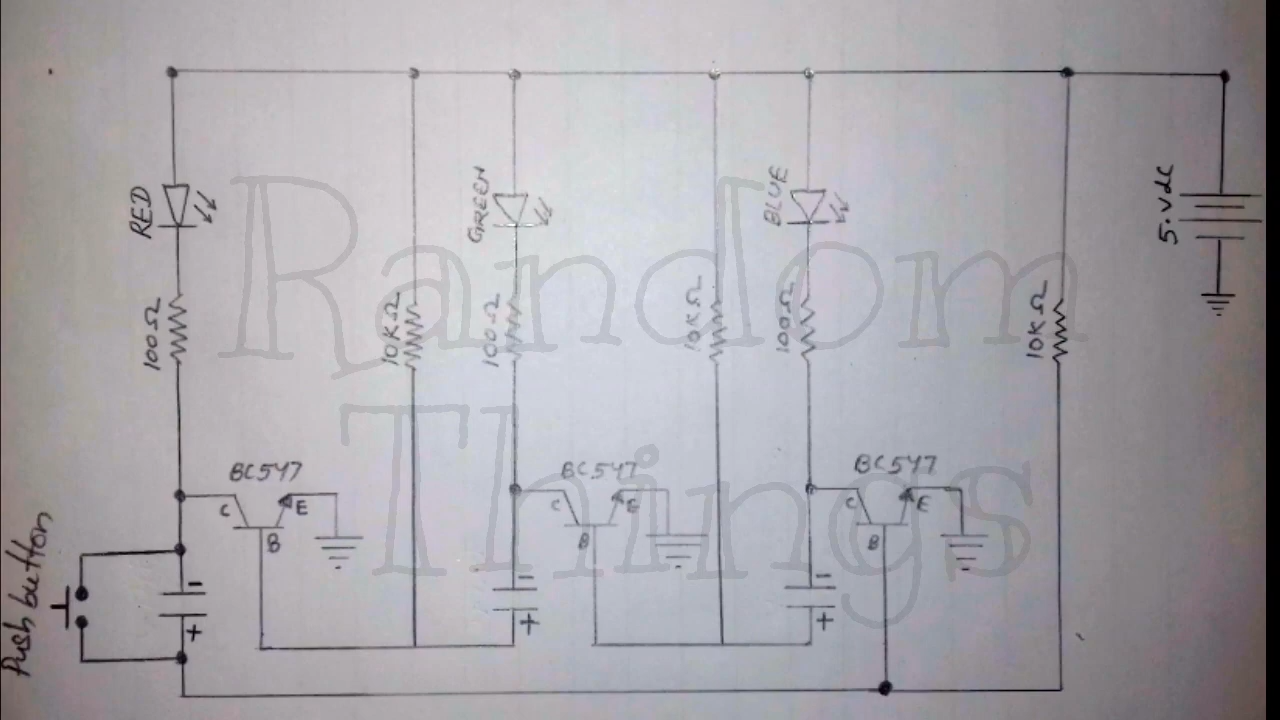 RED
GREEN
BLUE
5.Vdc
100Ω
10KΩ
100Ω
10KΩ
100Ω
10KΩ
BC547
C
E
B
BC547
C
E
B
BC547
C
E
B
Push button
-
+
-
+
-
+
Random
Things